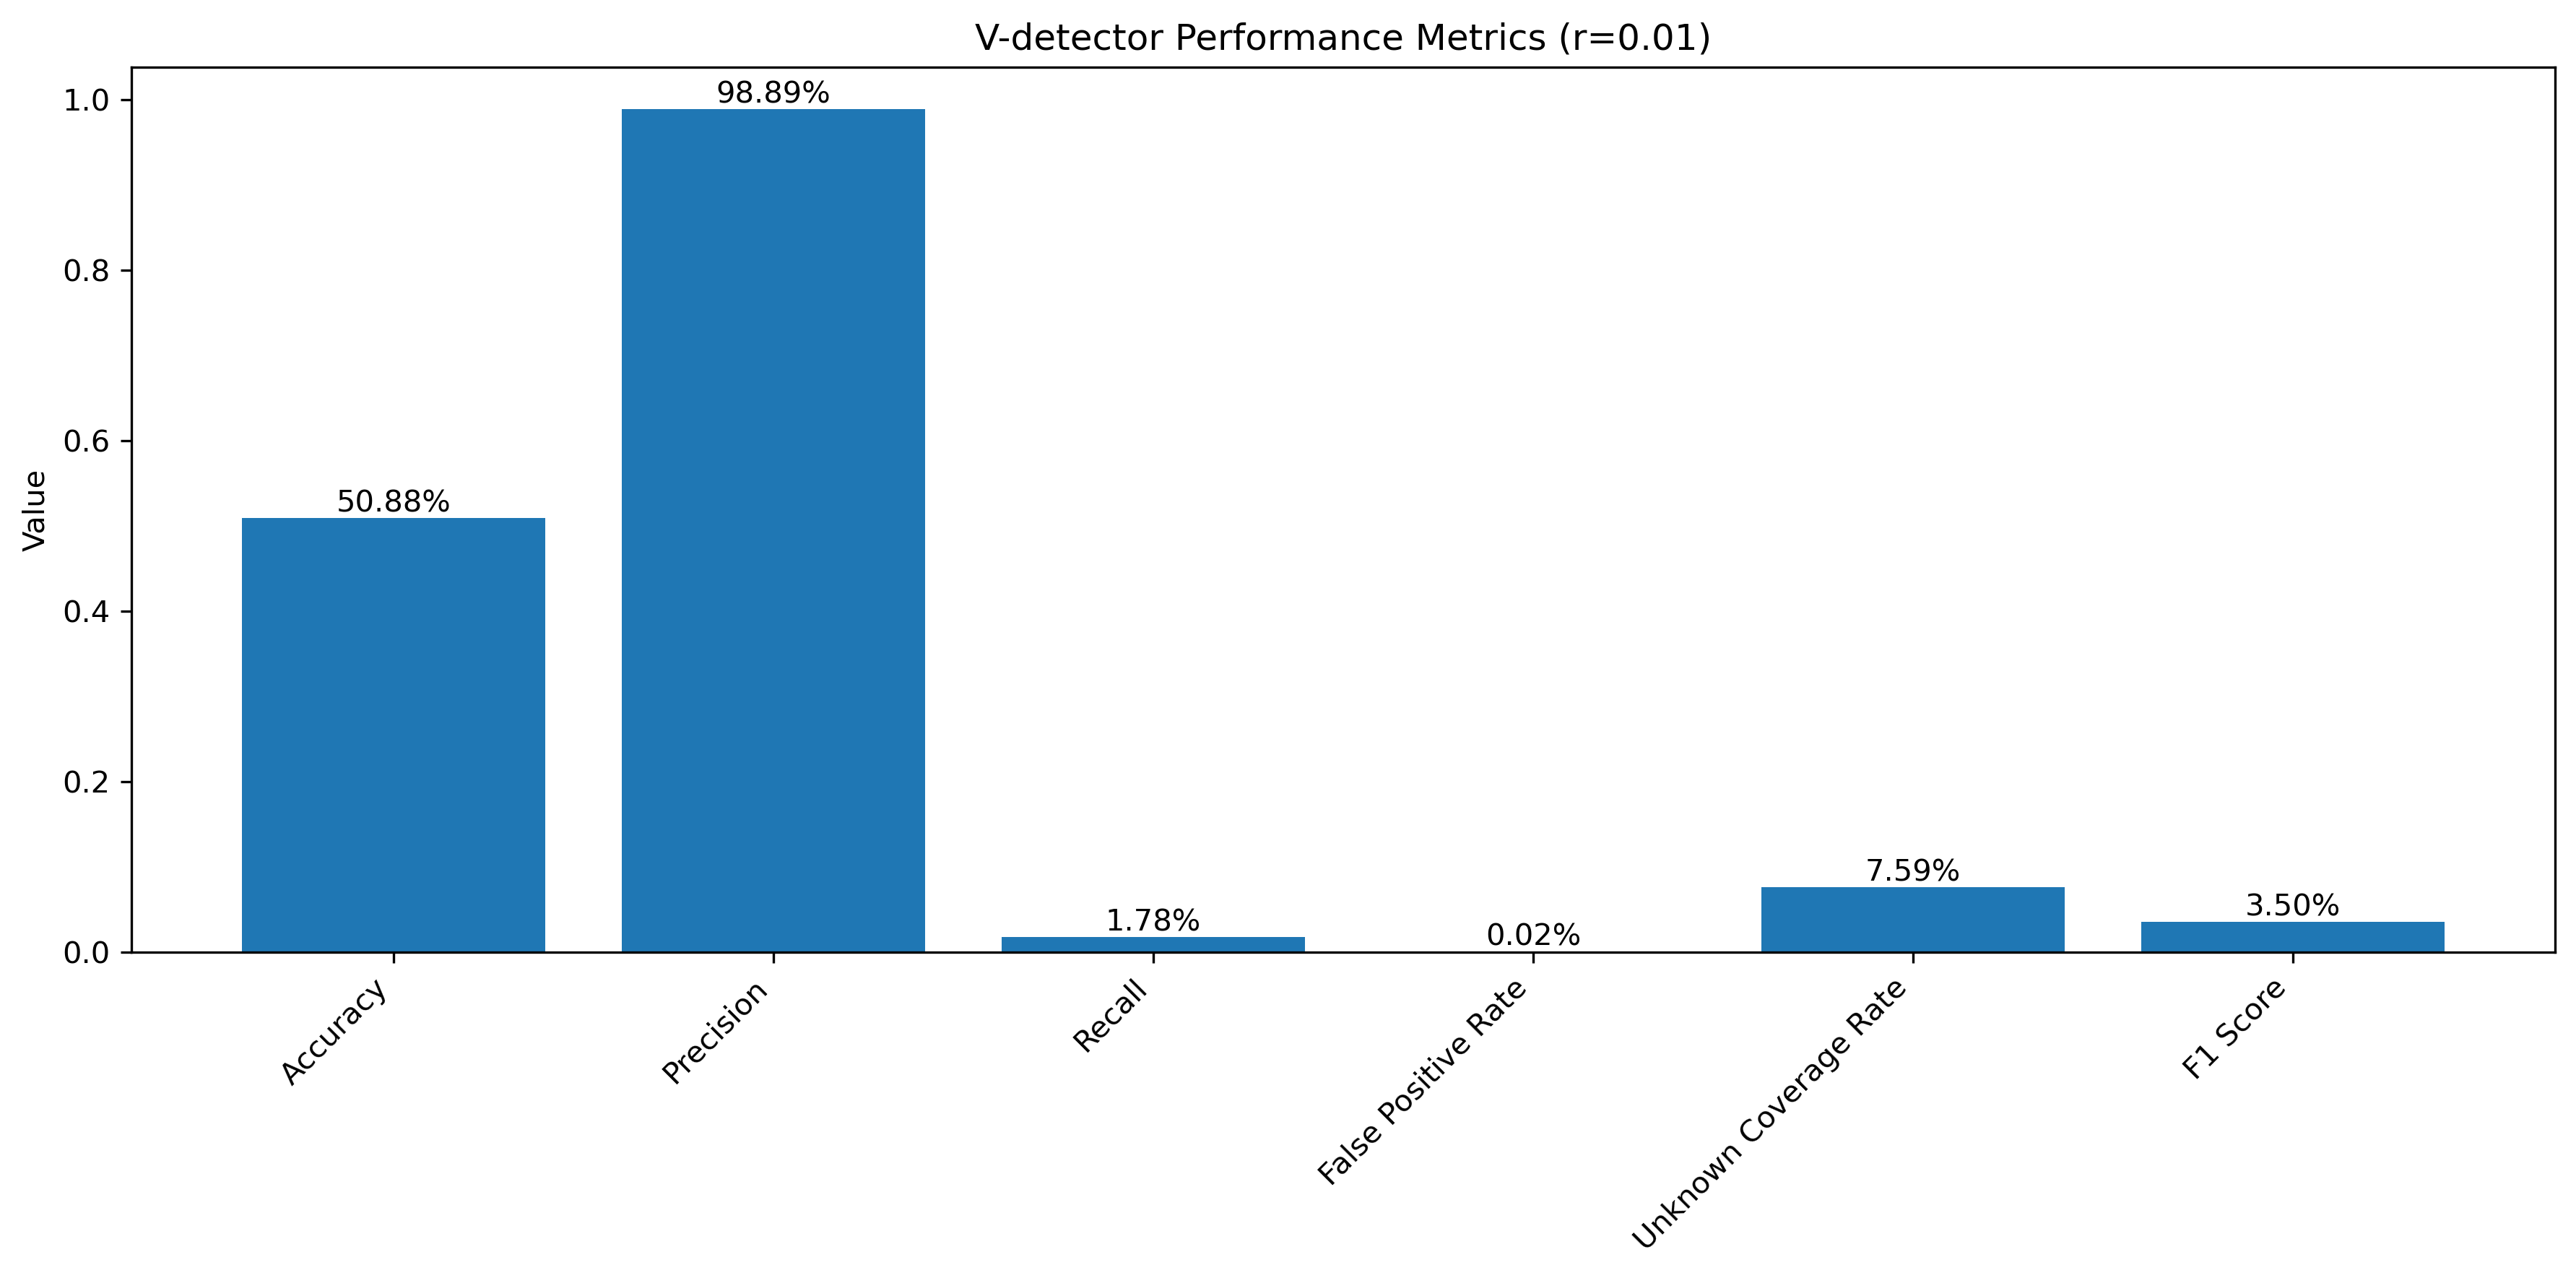 V-detector Performance Metrics (r=0.01)
Value
1.0
0.8
0.6
0.4
0.2
0.0
50.88%
98.89%
1.78%
0.02%
7.59%
3.50%
Accuracy
Precision
Recall
False Positive Rate
Unknown Coverage Rate
F1 Score